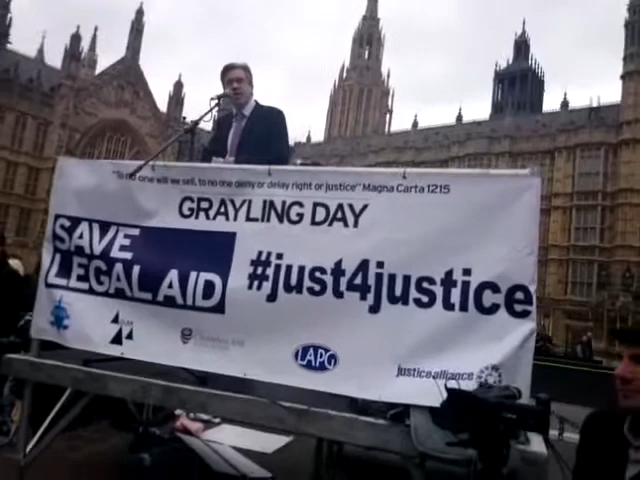 "To no one will we sell, to no one deny or delay right or justice" Magna Carta 1215
GRAYLING DAY
SAVE
LEGAL AID
#just4justice
LAPG
justice alliance